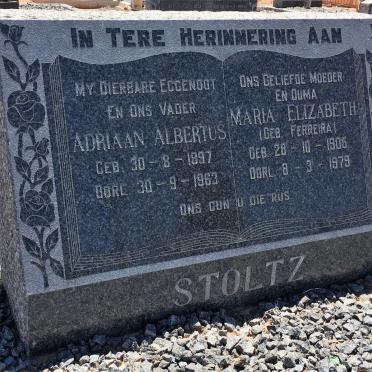 In Tere Herinnering Aan
My Dierbare Eggenoot
En Ons Vader
Adriaan Albertus
Geb. 30-8-1897
Oorl. 30-9-1963
Ons Geliefde Moeder
En Ouma
Maria Elizabeth
(Geb. Ferreira)
Geb. 28-10-1906
Oorl. 8-3-1979
Ons Gun U Die Rus
Stoltz